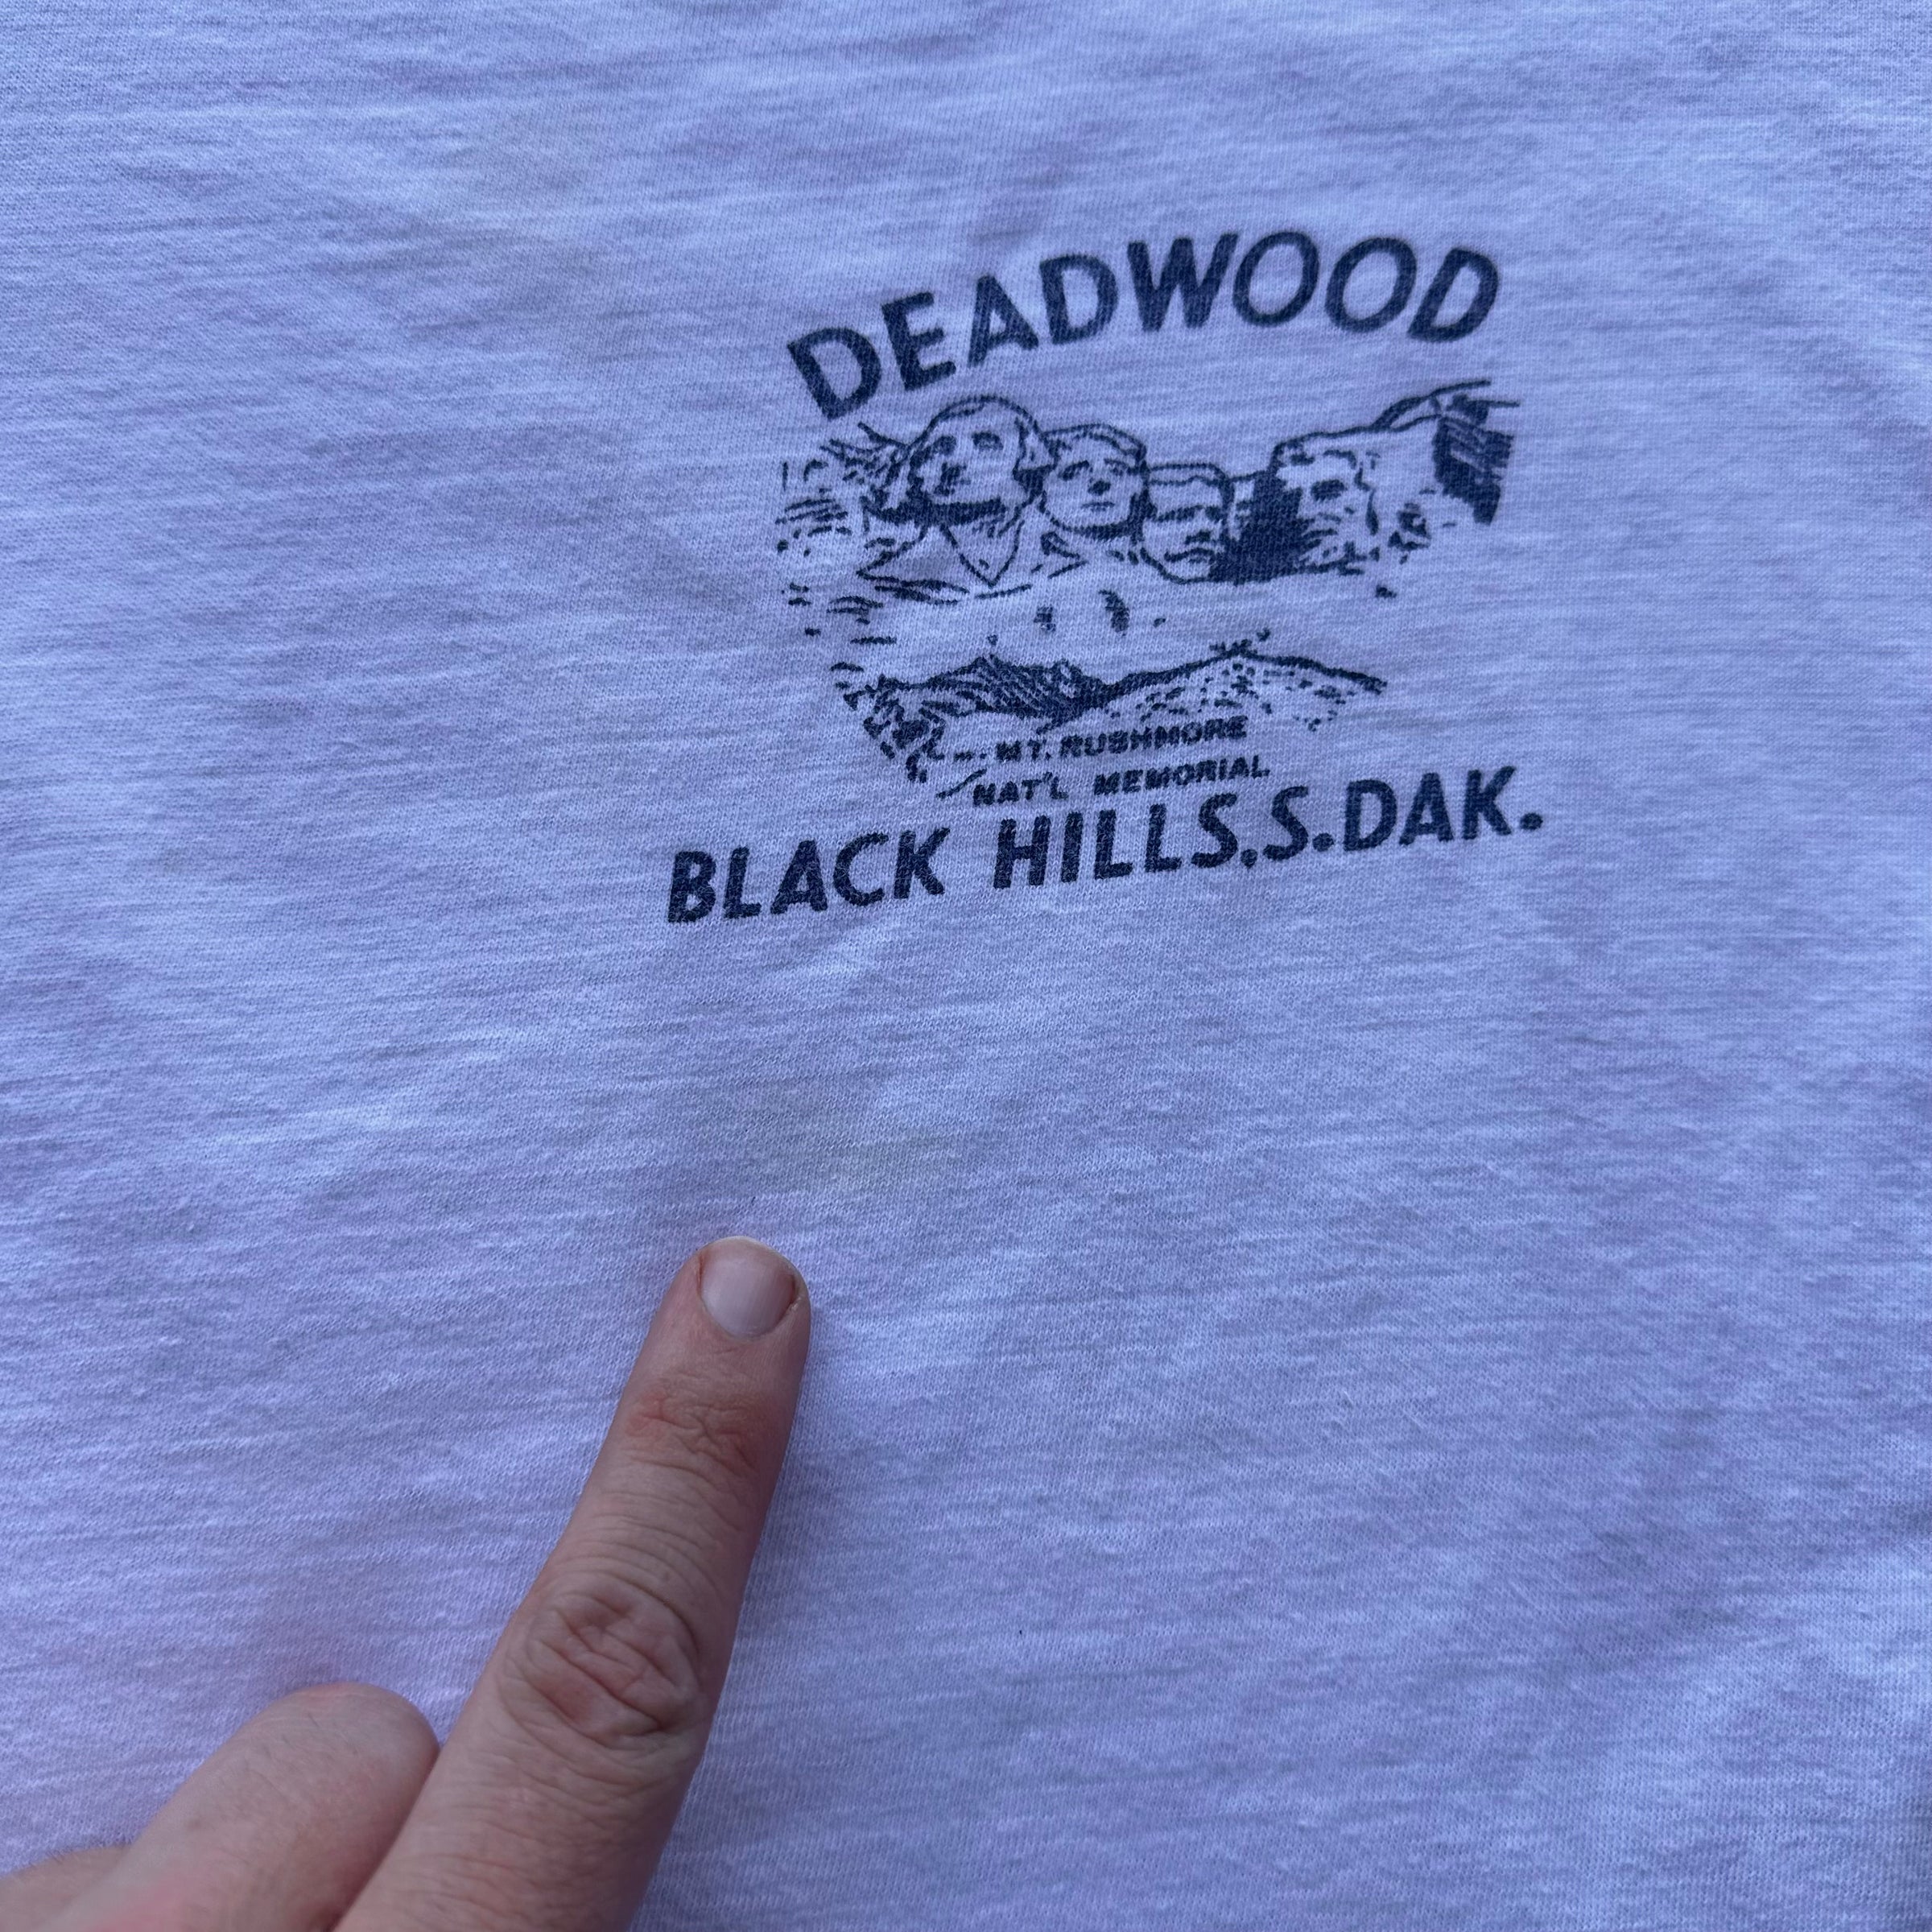 DEADWOOD
MT. RUSHMORE
NAT'L MEMORIAL
BLACK HILLS,S.DAK.